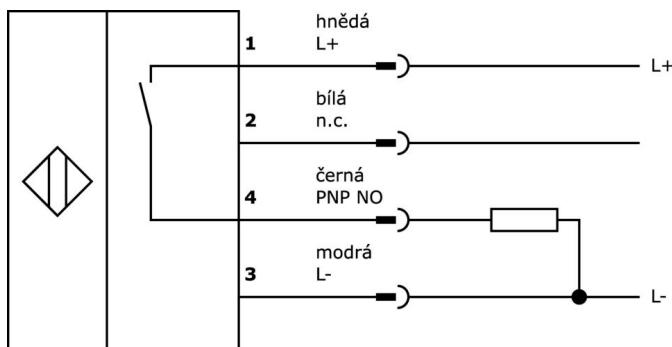 hnědá
1 L+
L+
bílá
2 n.c.
černá
4 PNP NO
modrá
3 L-
L-